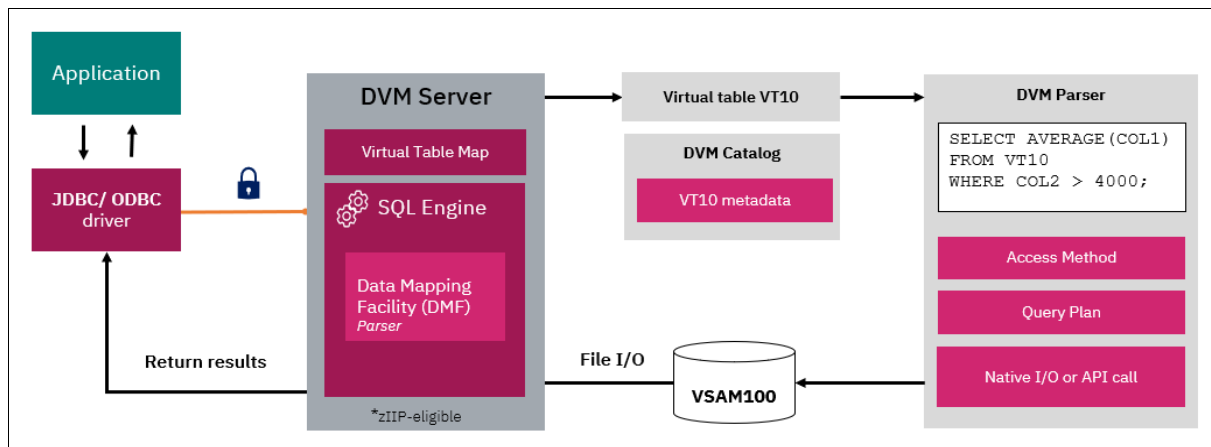 Application
JDBC/ ODBC
driver
Return results
DVM Server
Virtual Table Map
SQL Engine
Data Mapping
Facility (DMF)
Parser
*zIIP-eligible
Virtual table VT10
DVM Catalog
VT10 metadata
File I/O
VSAM100
DVM Parser
SELECT AVERAGE(COL1)
FROM VT10
WHERE COL2 > 4000;
Access Method
Query Plan
Native I/O or API call